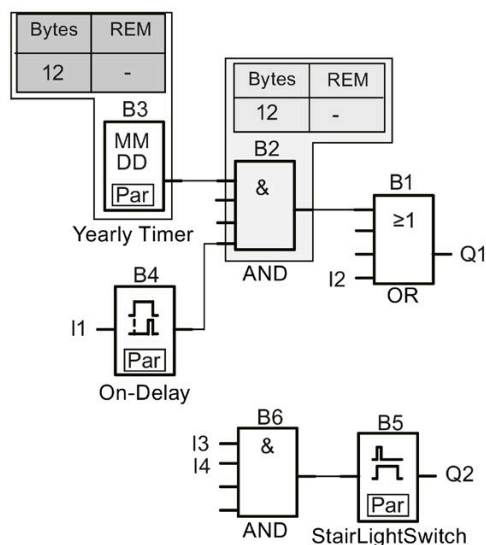 Bytes REM
12 -
B3
MM
DD
Par
Yearly Timer
Bytes REM
12 -
B2
&
AND
B1
≥1
Q1
I2
OR
B4
I1
Par
On-Delay
B6
I3
&
I4
AND
B5
Q2
Par
StairLightSwitch